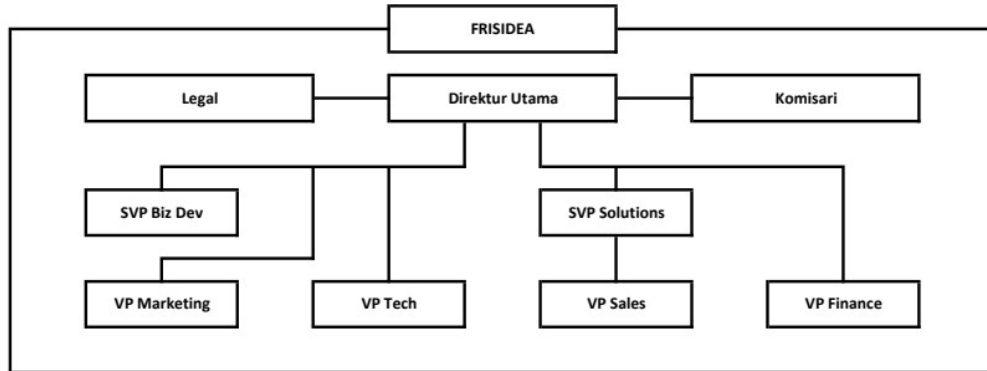 FRISIDEA
Legal
Direktur Utama
Komisari
SVP Biz Dev
SVP Solutions
VP Marketing
VP Tech
VP Sales
VP Finance